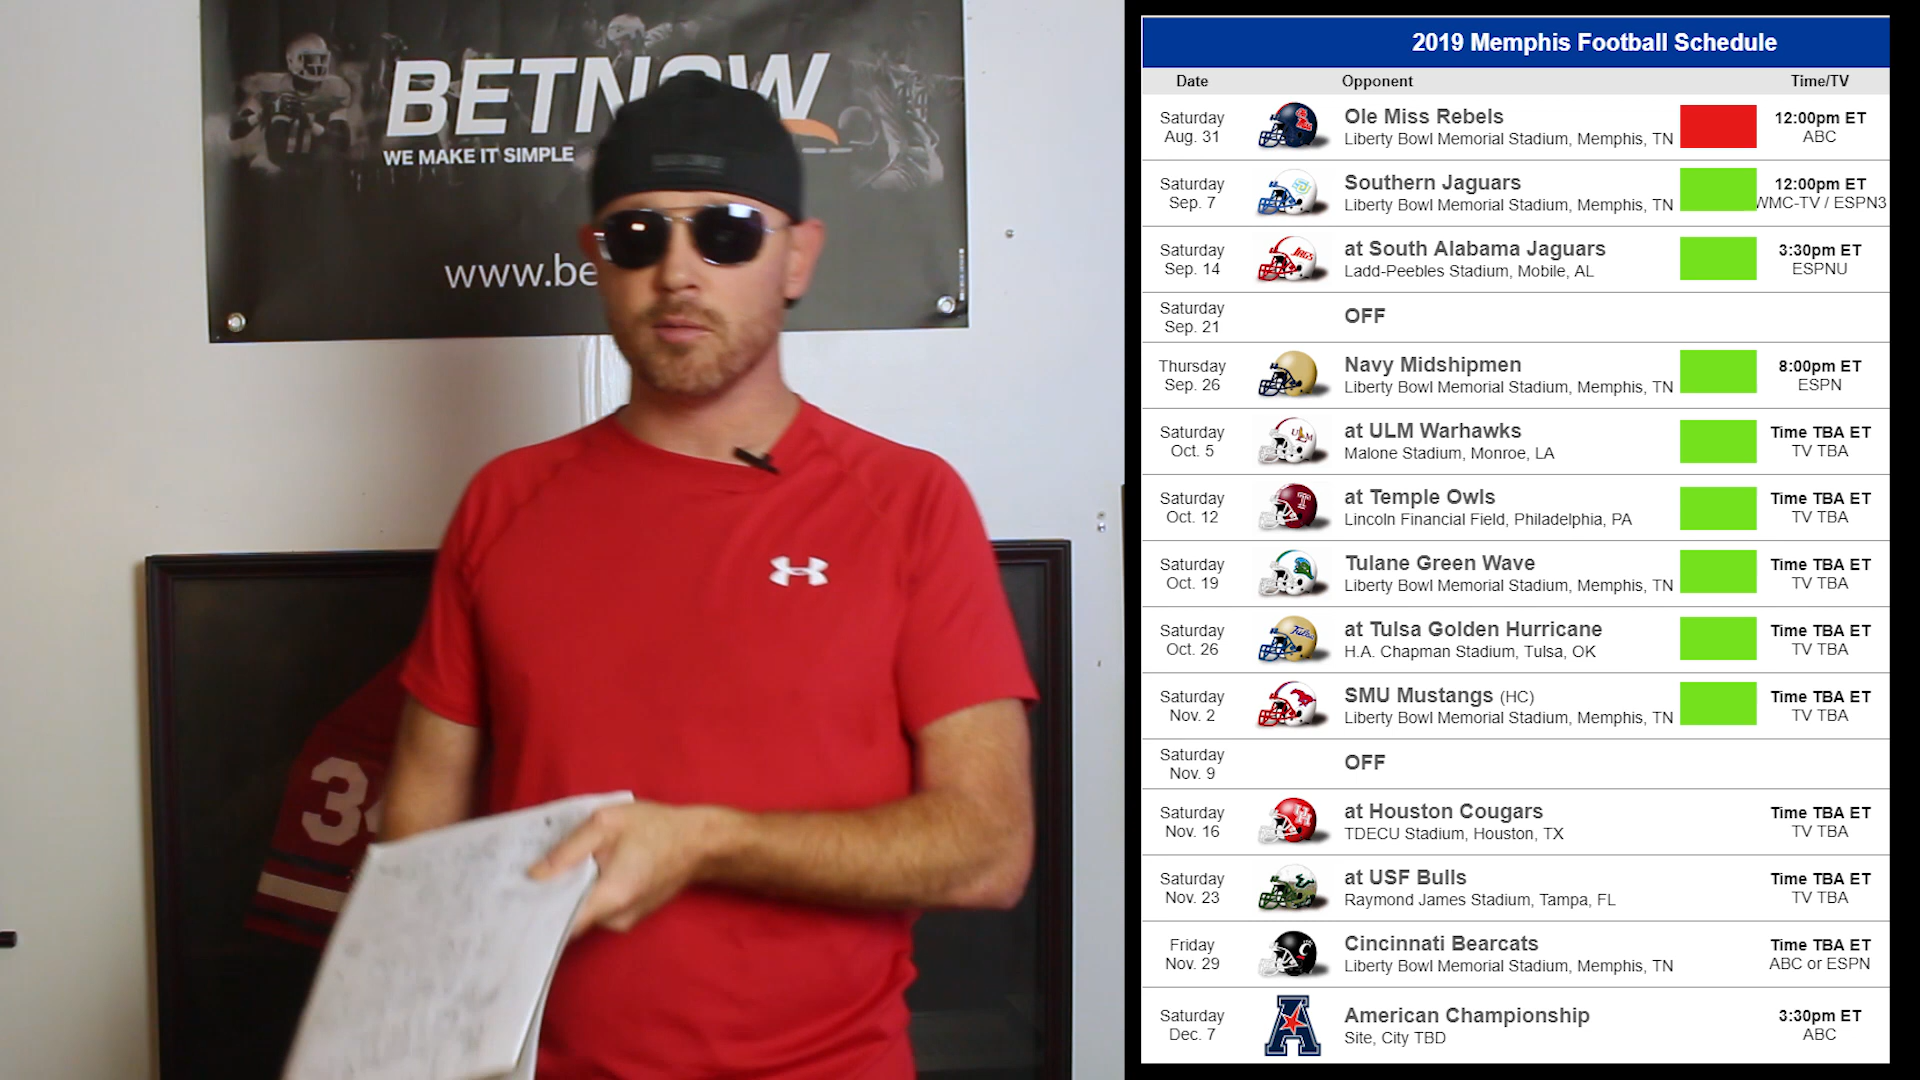 BETNOW
WE MAKE IT SIMPLE
www.be
34
2019 Memphis Football Schedule
Date Opponent Time/TV
Saturday Ole Miss Rebels 12:00pm ET
Aug. 31 Liberty Bowl Memorial Stadium, Memphis, TN ABC
Saturday Southern Jaguars 12:00pm ET
Sep. 7 Liberty Bowl Memorial Stadium, Memphis, TN WMC-TV / ESPN3
Saturday at South Alabama Jaguars 3:30pm ET
Sep. 14 Ladd-Peebles Stadium, Mobile, AL ESPNU
Saturday
Sep. 21 OFF
Thursday Navy Midshipmen 8:00pm ET
Sep. 26 Liberty Bowl Memorial Stadium, Memphis, TN ESPN
Saturday at ULM Warhawks Time TBA ET
Oct. 5 Malone Stadium, Monroe, LA TV TBA
Saturday at Temple Owls Time TBA ET
Oct. 12 Lincoln Financial Field, Philadelphia, PA TV TBA
Saturday Tulane Green Wave Time TBA ET
Oct. 19 Liberty Bowl Memorial Stadium, Memphis, TN TV TBA
Saturday at Tulsa Golden Hurricane Time TBA ET
Oct. 26 H.A. Chapman Stadium, Tulsa, OK TV TBA
Saturday SMU Mustangs (HC) Time TBA ET
Nov. 2 Liberty Bowl Memorial Stadium, Memphis, TN TV TBA
Saturday
Nov. 9 OFF
Saturday at Houston Cougars Time TBA ET
Nov. 16 TDECU Stadium, Houston, TX TV TBA
Saturday at USF Bulls Time TBA ET
Nov. 23 Raymond James Stadium, Tampa, FL TV TBA
Friday Cincinnati Bearcats Time TBA ET
Nov. 29 Liberty Bowl Memorial Stadium, Memphis, TN ABC or ESPN
Saturday American Championship 3:30pm ET
Dec. 7 Site, City TBD ABC